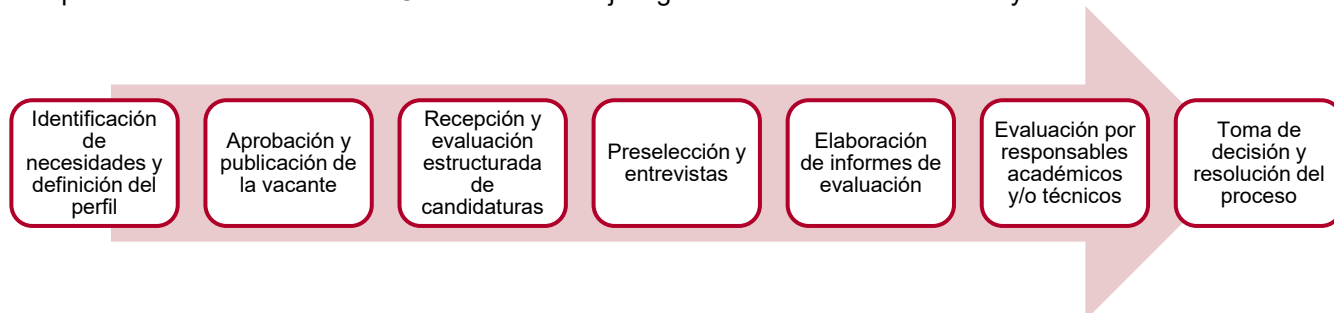 Identificación
de
necesidades y
definición del
perfil
Aprobación y
publicación de
la vacante
Recepción y
evaluación
estructurada
de
candidaturas
Preselección y
entrevistas
Elaboración
de informes de
evaluación
Evaluación por
responsables
académicos
y/o técnicos
Toma de
decisión y
resolución del
proceso